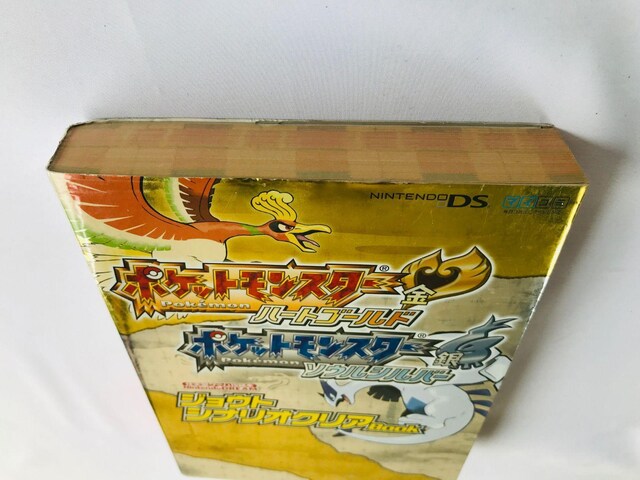 NINTENDO DS
ポケットモンスター®
Pokémon
金
ハートゴールド
ポケットモンスター®
Pokémon
銀
ソウルシルバー
ジョウト
シナリオクリアBook